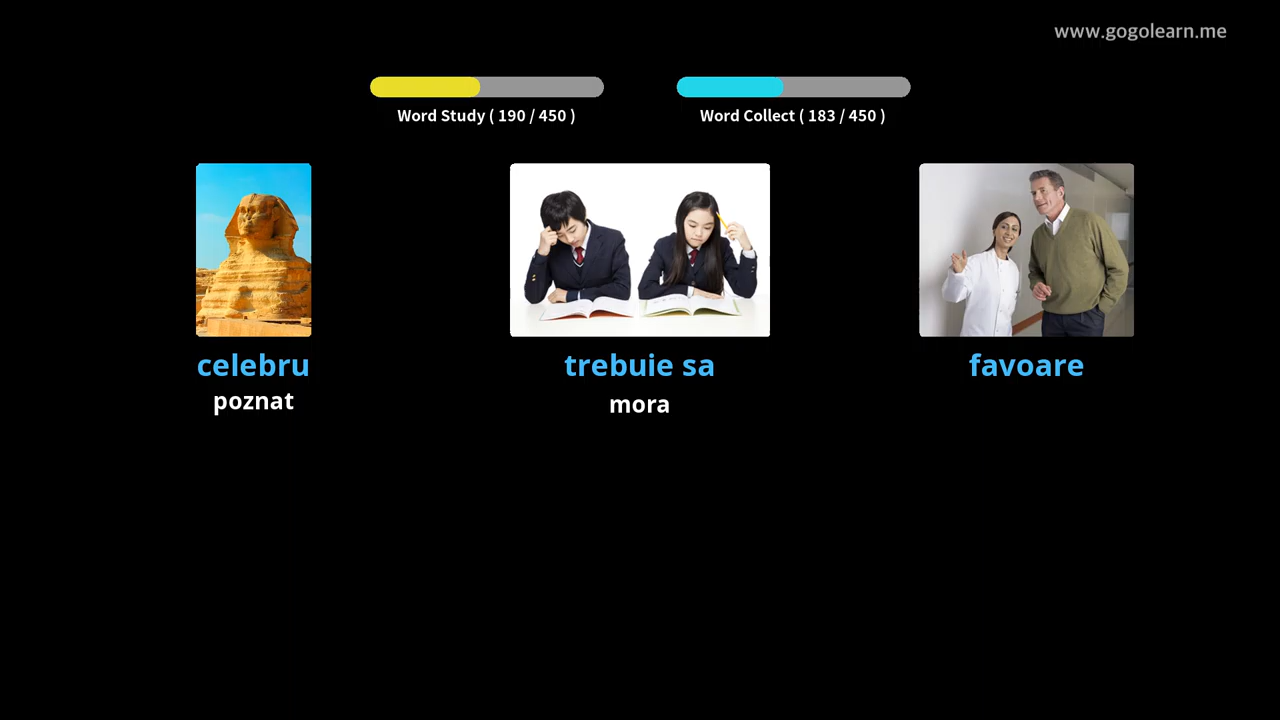 www.gogolearn.me
Word Study ( 190 / 450 )
Word Collect ( 183 / 450 )
celebru
trebuie sa
favoare
poznat
mora